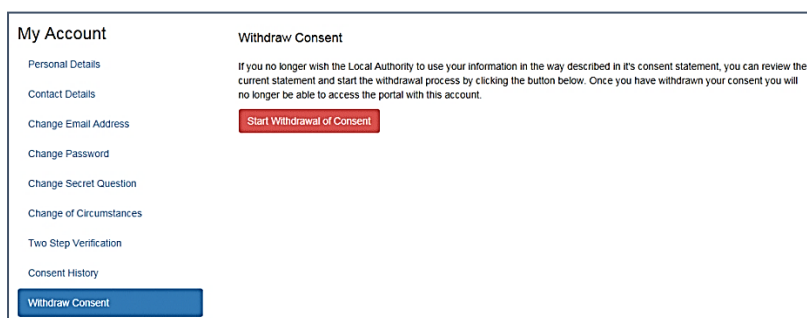 My Account
Personal Details
Contact Details
Change Email Address
Change Password
Change Secret Question
Change of Circumstances
Two Step Verification
Consent History
Withdraw Consent
Withdraw Consent
If you no longer wish the Local Authority to use your information in the way described in it's consent statement, you can review the
current statement and start the withdrawal process by clicking the button below. Once you have withdrawn your consent you will
no longer be able to access the portal with this account.
Start Withdrawal of Consent